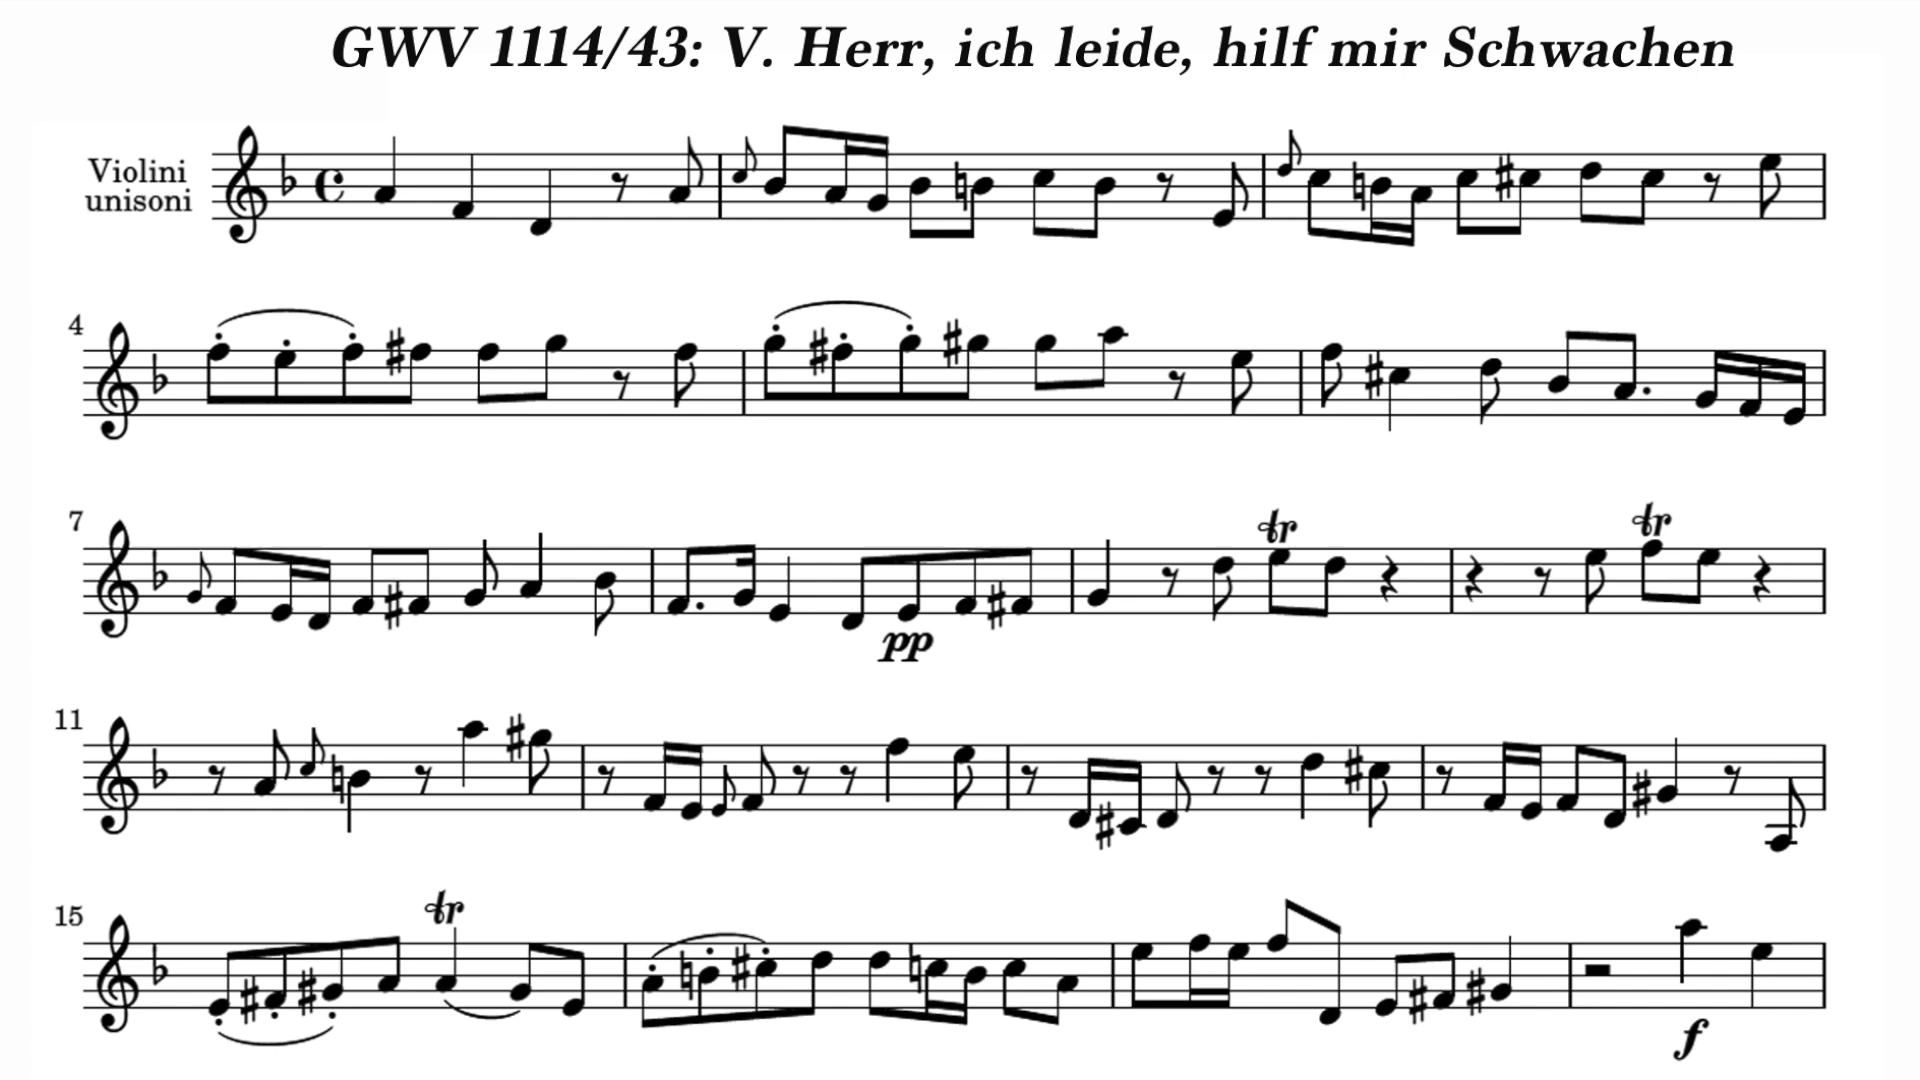 GWV 1114/43: V. Herr, ich leide, hilf mir Schwachen
Violini
unisoni
4
7
tr
tr
pp
11
15
tr
f